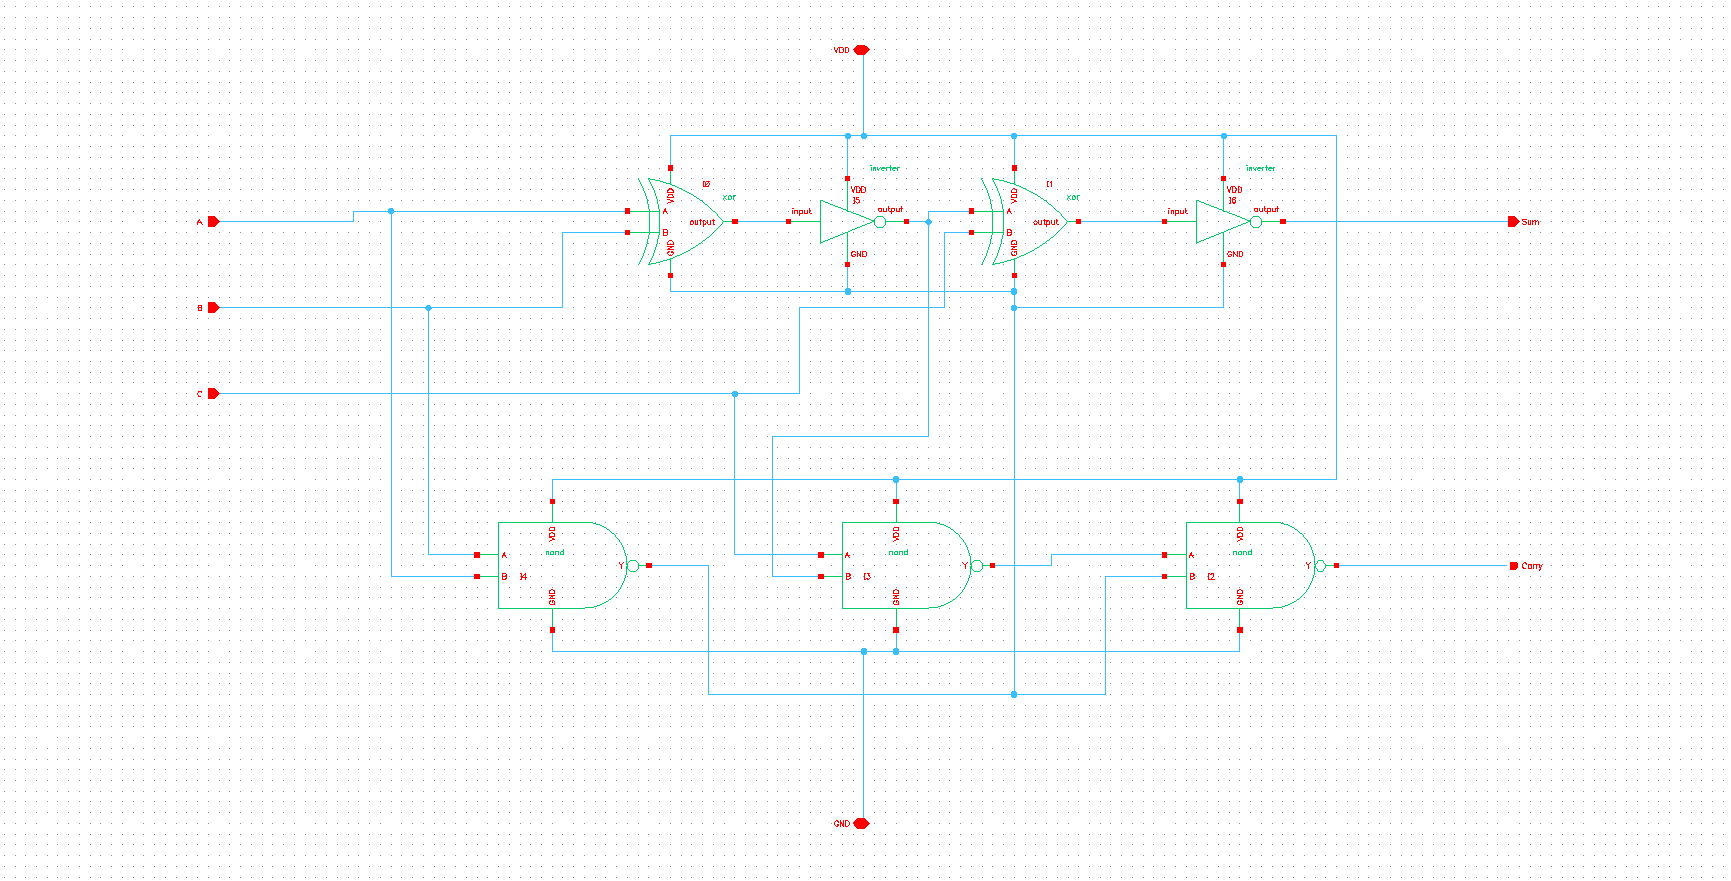 VDD
inverter
inverter
I0
I1
VDD
xor
VDD
I5
VDD
xor
VDD
I6
A
input
output
A
input
output
A
output
output
Sum
B
B
GND
GND
GND
GND
B
C
VDD
VDD
VDD
nand
nand
nand
A
A
A
Y
Y
Y
Carry
B
I4
B
I3
B
I2
GND
GND
GND
GND